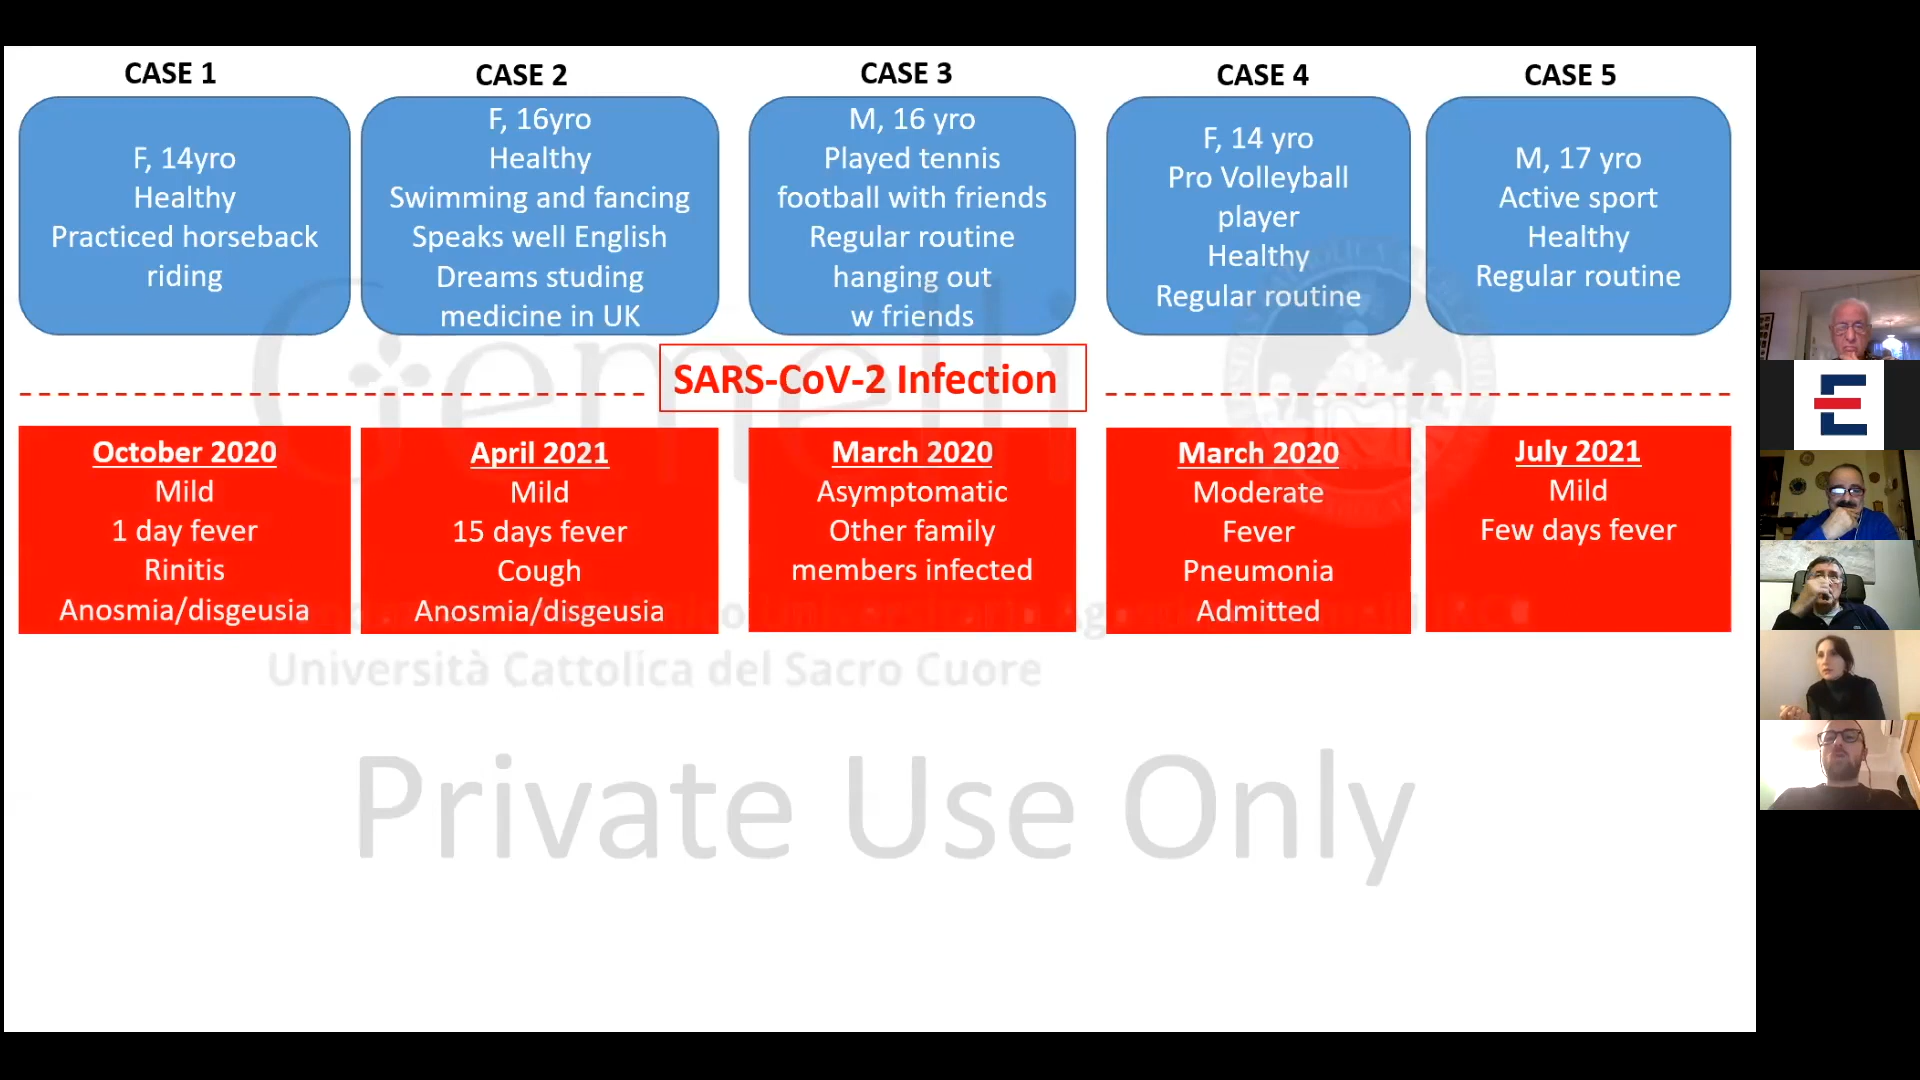 CASE 1
F, 14yro
Healthy
Practiced horseback
riding
CASE 2
F, 16yro
Healthy
Swimming and fancing
Speaks well English
Dreams studing
medicine in UK
CASE 3
M, 16 yro
Played tennis
football with friends
Regular routine
hanging out
w friends
CASE 4
F, 14 yro
Pro Volleyball
player
Healthy
Regular routine
CASE 5
M, 17 yro
Active sport
Healthy
Regular routine
SARS-CoV-2 Infection
October 2020
Mild
1 day fever
Rinitis
Anosmia/disgeusia
April 2021
Mild
15 days fever
Cough
Anosmia/disgeusia
March 2020
Asymptomatic
Other family
members infected
March 2020
Moderate
Fever
Pneumonia
Admitted
July 2021
Mild
Few days fever
Gemelli
Università Cattolica del Sacro Cuore
Private Use Only